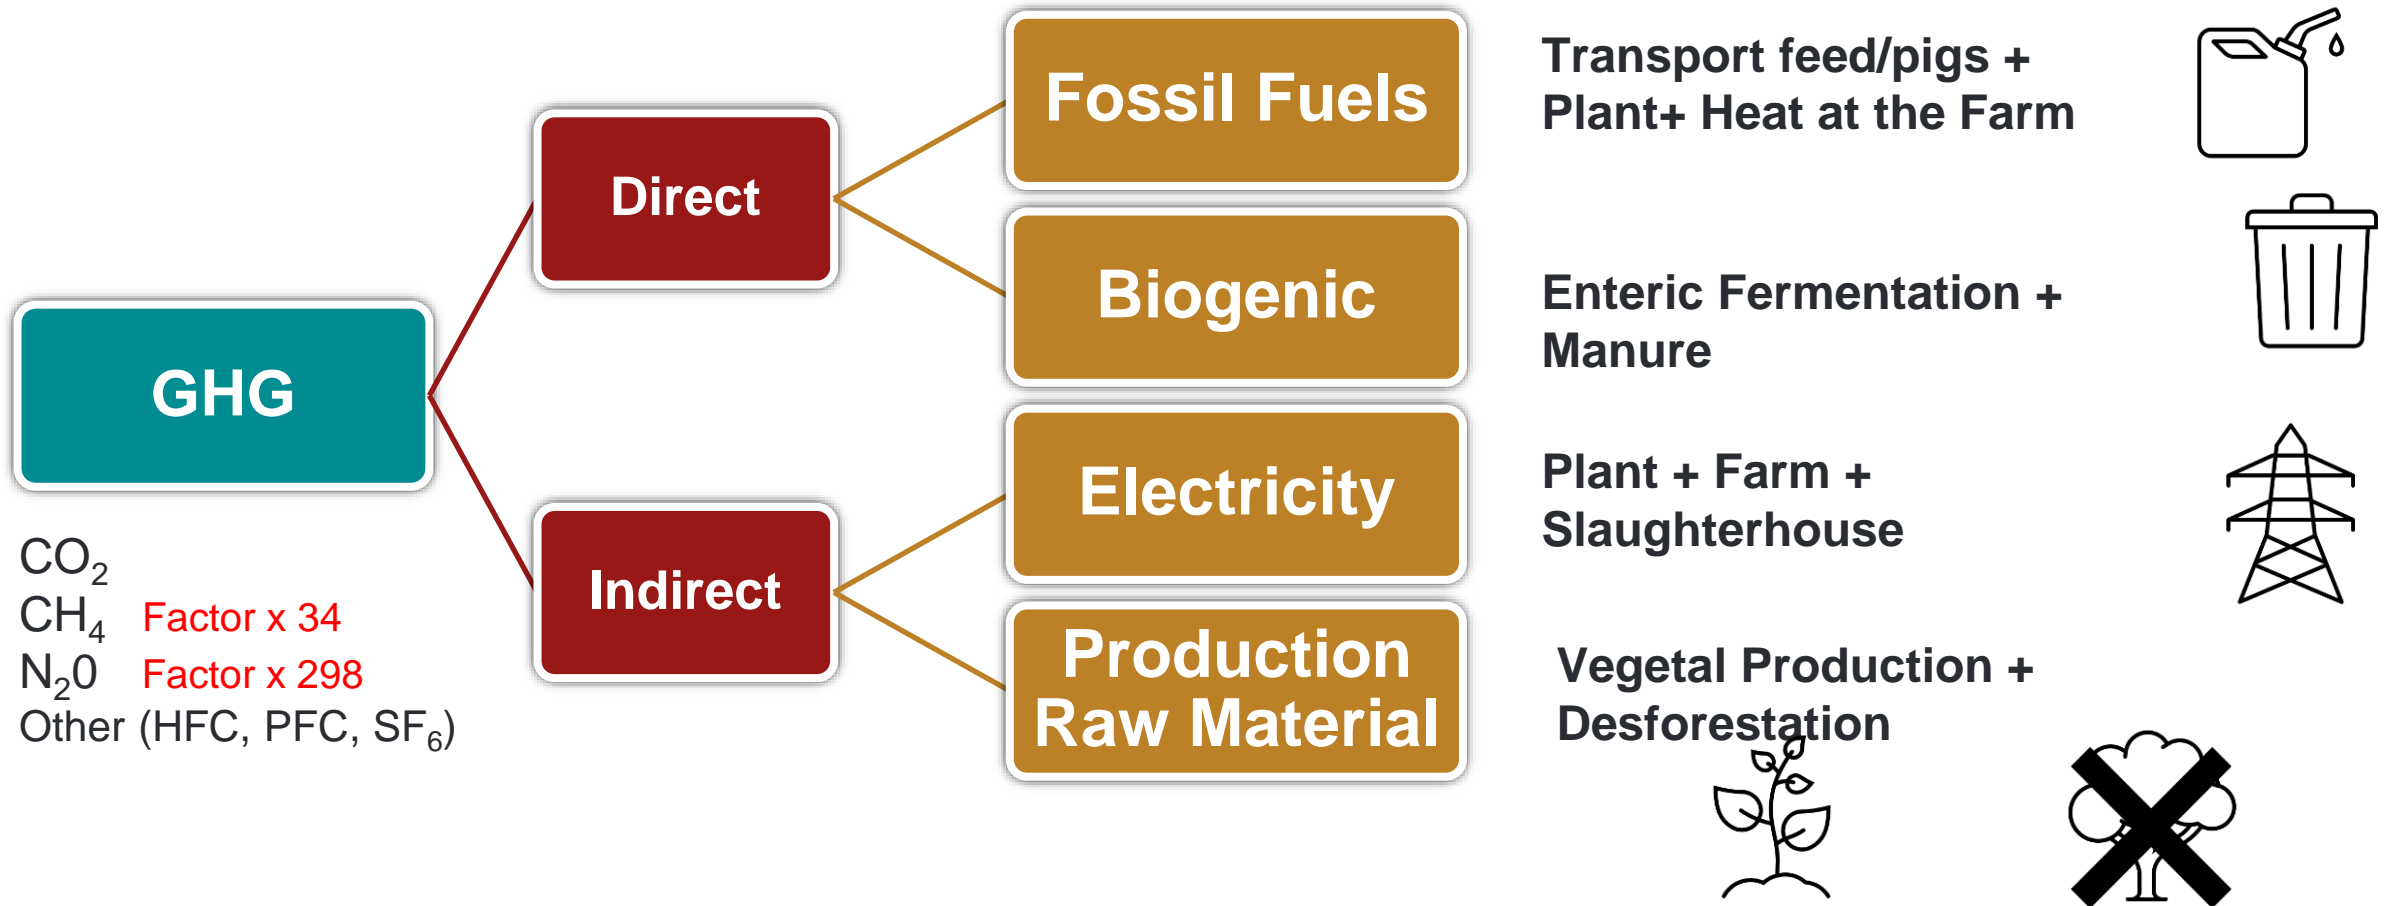 GHG
CO₂
CH₄ Factor x 34
N₂0 Factor x 298
Other (HFC, PFC, SF₆)
Direct
Indirect
Fossil Fuels
Transport feed/pigs +
Plant+ Heat at the Farm
Biogenic
Enteric Fermentation +
Manure
Electricity
Plant + Farm +
Slaughterhouse
Production
Raw Material
Vegetal Production +
Desforestation